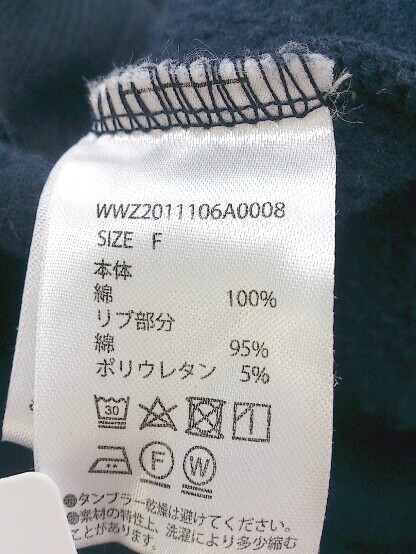 WWZ2011106A0008
SIZE F
本体
綿 100%
リブ部分
綿 95%
ポリウレタン 5%
30
F W
●タンブラー乾燥は避けてください。
●素材の特性上、洗濯により多少縮む
ことがあります。